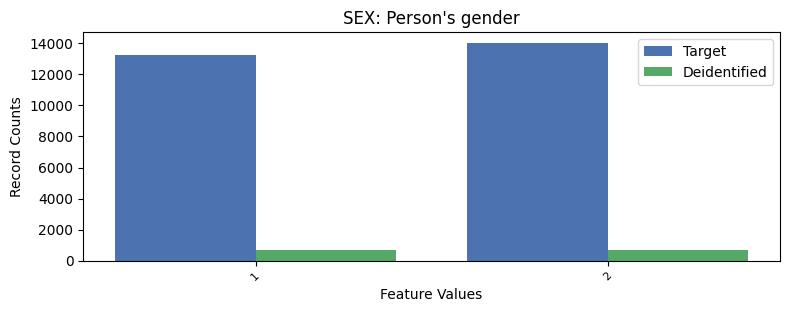 SEX: Person's gender
Target
Deidentified
Record Counts
14000
12000
10000
8000
6000
4000
2000
0
1
2
Feature Values